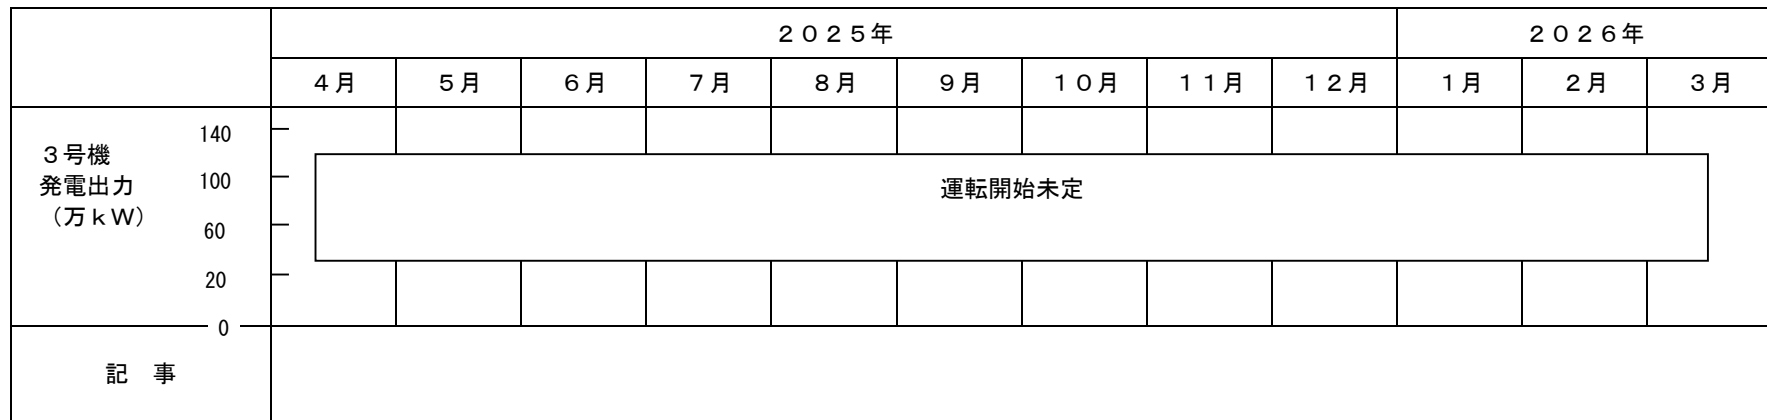 ２０２５年 ２０２６年
４月 ５月 ６月 ７月 ８月 ９月 １０月 １１月 １２月 １月 ２月 ３月
３号機
発電出力
（万ｋＷ）
140
100
60
20
0
運転開始未定
記　事